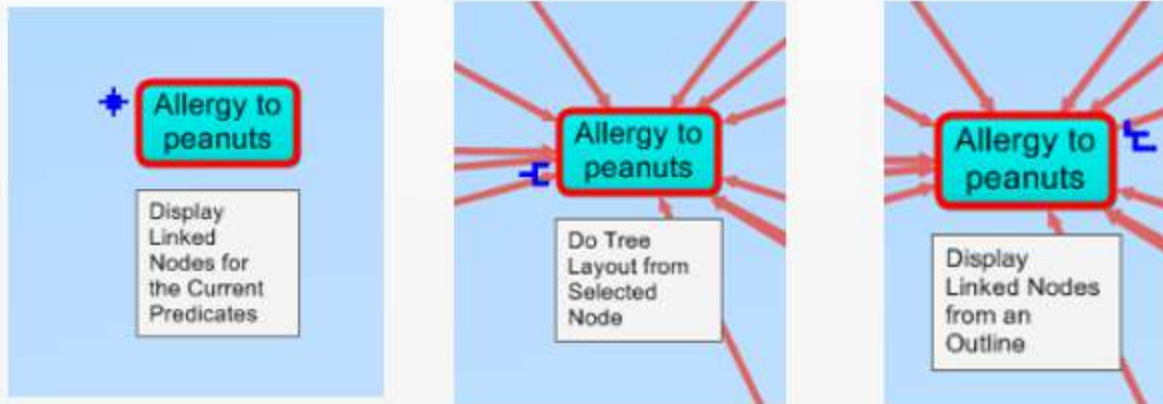 Allergy to
peanuts
Display
Linked
Nodes for
the Current
Predicates
Allergy to
peanuts
Do Tree
Layout from
Selected
Node
Allergy to
peanuts
Display
Linked Nodes
from an
Outline